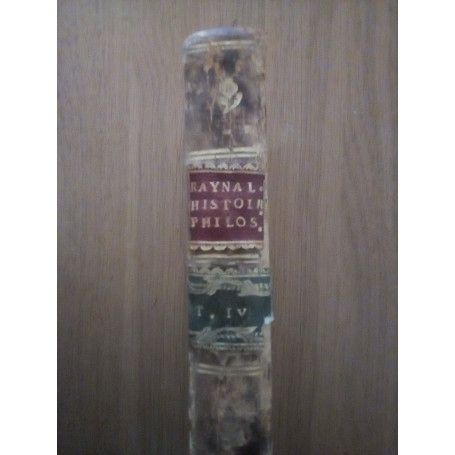 RAYNAL.
HISTOIR
PHILOS.
T. IV